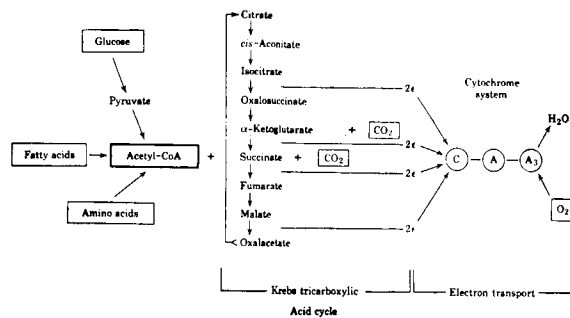 Glucose
Pyruvate
Fatty acids
Acetyl-CoA
+
Amino acids
Citrate
cis-Aconitate
Isocitrate
2e
Oxalosuccinate
α-Ketoglutarate + CO2
2e
Succinate + CO2
2e
Fumarate
Malate
2e
Oxalacetate
Cytochrome
system
H2O
C
A
A3
O2
Krebs tricarboxylic
Acid cycle
Electron transport